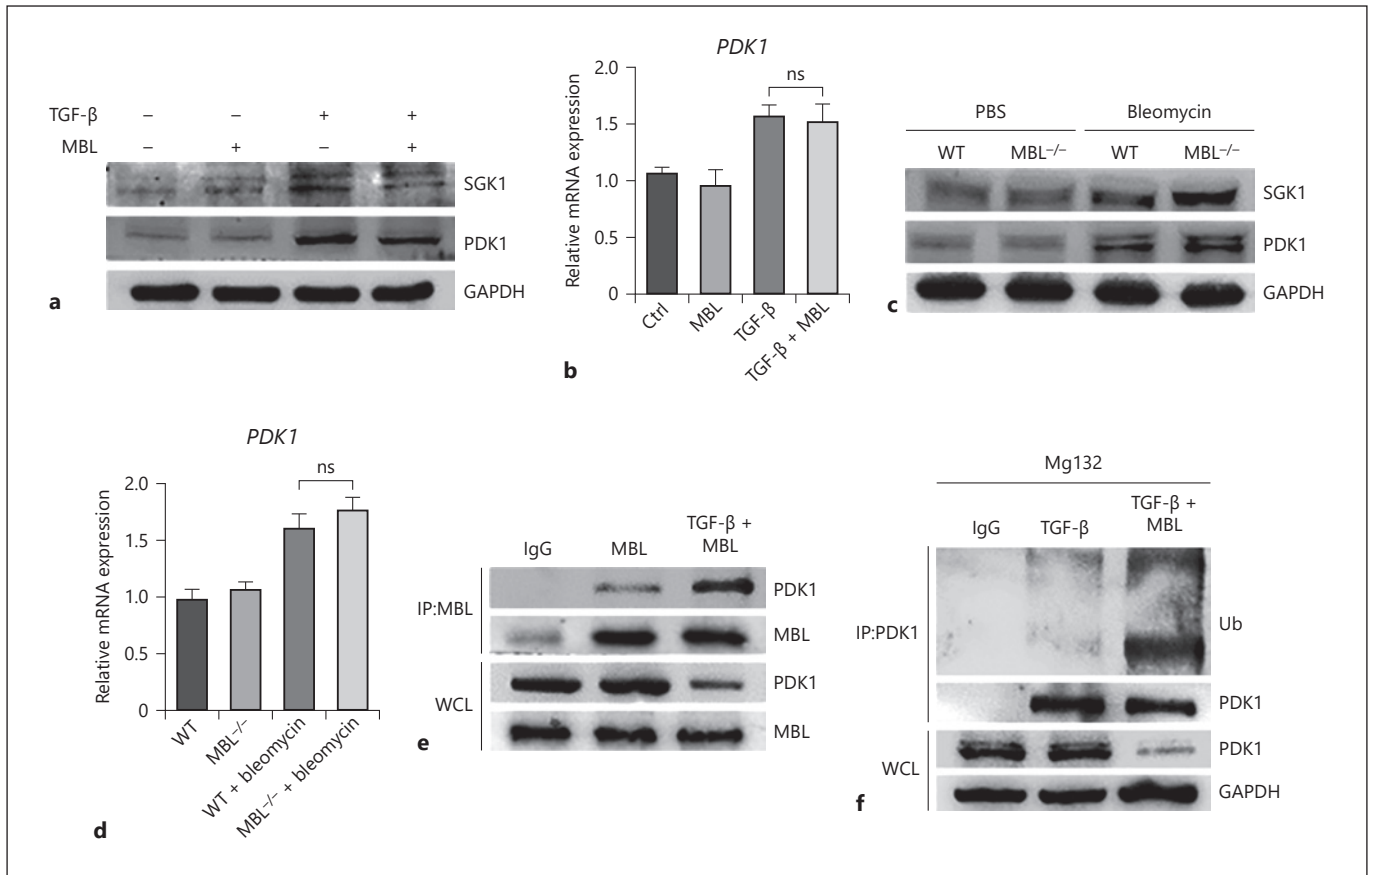 TGF-β – – + +
MBL – + – +
SGK1
PDK1
GAPDH
a
PDK1
Relative mRNA expression
2.0
1.5
1.0
0.5
0
ns
Ctrl
MBL
TGF-β
TGF-β + MBL
b
PBS Bleomycin
WT MBL–/– WT MBL–/–
SGK1
PDK1
GAPDH
c
PDK1
Relative mRNA expression
2.0
1.5
1.0
0.5
0
ns
WT
MBL–/–
WT + bleomycin
MBL–/– + bleomycin
d
IgG MBL TGF-β +
MBL
IP:MBL
PDK1
MBL
WCL
PDK1
MBL
e
Mg132
IgG TGF-β TGF-β +
MBL
IP:PDK1
Ub
PDK1
WCL
PDK1
GAPDH
f